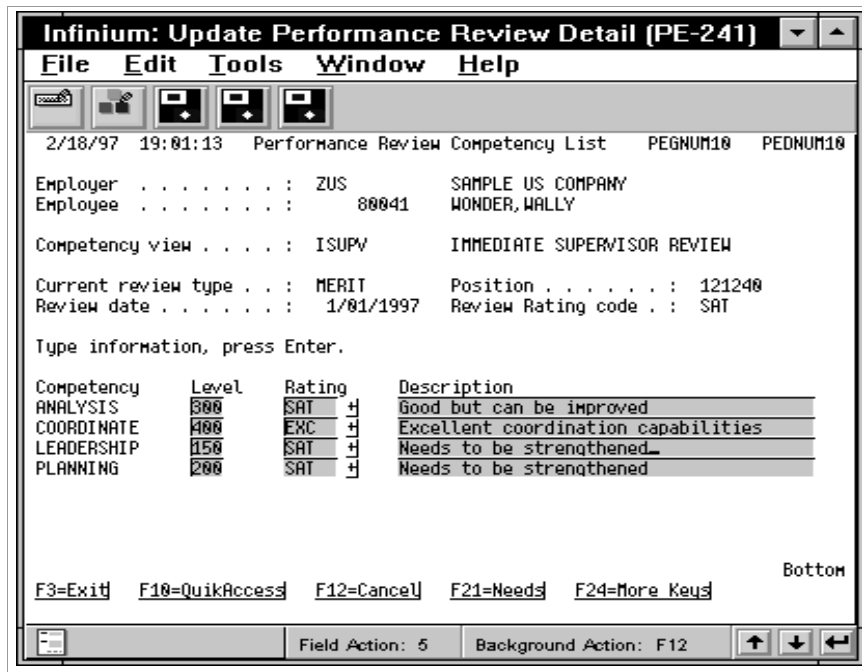 Infinium: Update Performance Review Detail (PE-241)
File Edit Tools Window Help
2/18/97 19:01:13 Performance Review Competency List PEGNUM10 PEDNUM10
Employer . . . . . . . : ZUS SAMPLE US COMPANY
Employee . . . . . . . : 80041 WONDER,WALLY
Competency view . . . . : ISUPV IMMEDIATE SUPERVISOR REVIEW
Current review type . . : MERIT Position . . . . . . : 121240
Review date . . . . . . : 1/01/1997 Review Rating code . : SAT
Type information, press Enter.
Competency Level Rating Description
ANALYSIS 300 SAT + Good but can be improved
COORDINATE 400 EXC + Excellent coordination capabilities
LEADERSHIP 150 SAT + Needs to be strengthened
PLANNING 200 SAT + Needs to be strengthened
Bottom
F3=Exit F10=QuikAccess F12=Cancel F21=Needs F24=More Keys
Field Action: 5 Background Action: F12